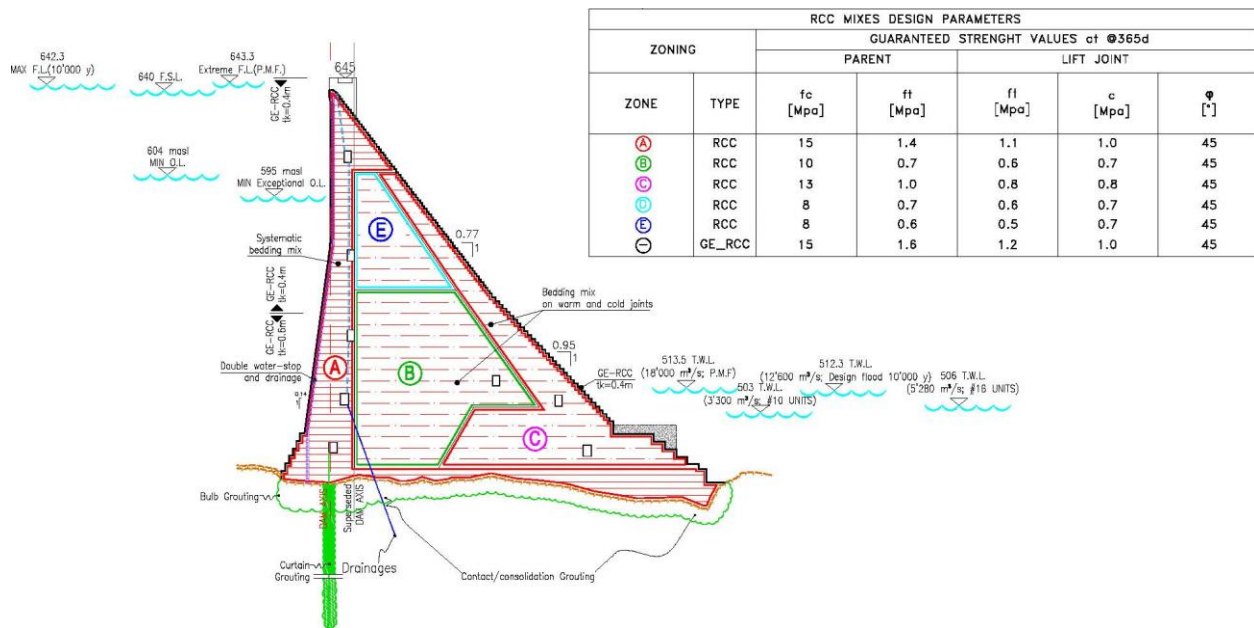 RCC MIXES DESIGN PARAMETERS
ZONING
GUARANTEED STRENGHT VALUES at @365d
PARENT LIFT JOINT
ZONE TYPE fc [Mpa] ft [Mpa] ft [Mpa] c [Mpa] φ [°]
A RCC 15 1.4 1.1 1.0 45
B RCC 10 0.7 0.6 0.7 45
C RCC 13 1.0 0.8 0.8 45
D RCC 8 0.7 0.6 0.7 45
E RCC 8 0.6 0.5 0.7 45
— GE_RCC 15 1.6 1.2 1.0 45
642.3
MAX F.L.(10'000 y)
640 F.S.L.
643.3
Extreme F.L.(P.M.F.)
645
GE-RCC
tk=0.4m
604 masl
MIN O.L.
595 masl
MIN Exceptional O.L.
Systematic
bedding mix
GE-RCC
tk=0.4m
GE-RCC
tk=0.6m
Double water-stop
and drainage
0.14
1
E
A
B
C
0.77
1
Bedding mix
on warm and cold joints
0.95
1
GE-RCC
tk=0.4m
513.5 T.W.L.
(18'000 m³/s; P.M.F)
503 T.W.L.
(3'300 m³/s; #10 UNITS)
512.3 T.W.L.
(12'600 m³/s; Design flood 10'000 y)
506 T.W.L.
(5'280 m³/s; #16 UNITS)
Bulb Grouting
DAM AXIS
Superseded
DAM AXIS
Curtain
Grouting
Drainages
Contact/consolidation Grouting